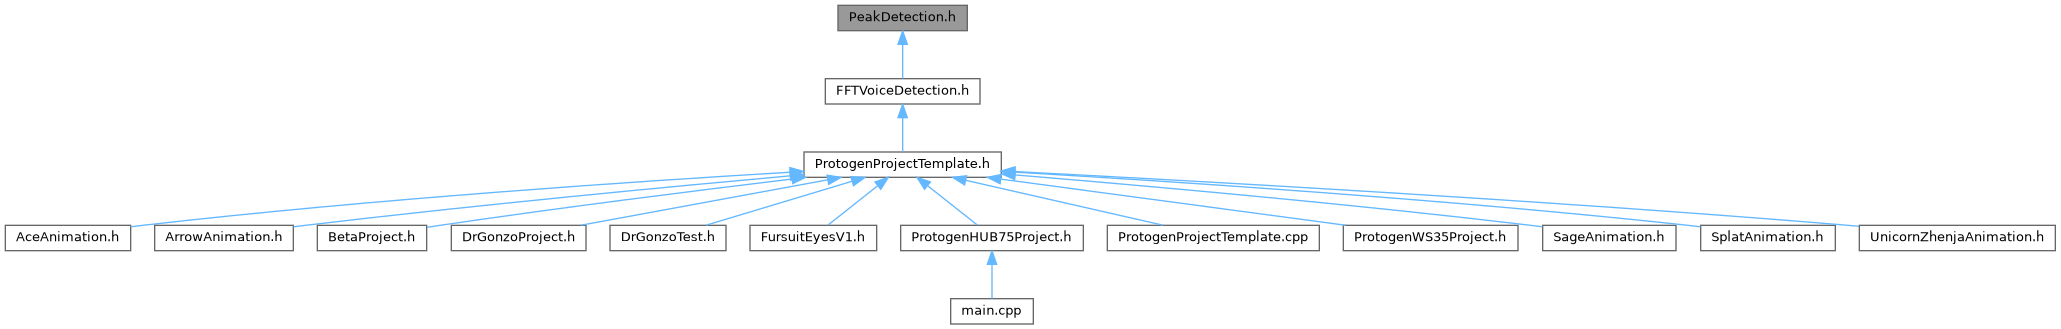 PeakDetection.h
FFTVoiceDetection.h
ProtogenProjectTemplate.h
AceAnimation.h
ArrowAnimation.h
BetaProject.h
DrGonzoProject.h
DrGonzoTest.h
FursuitEyesV1.h
ProtogenHUB75Project.h
ProtogenProjectTemplate.cpp
ProtogenWS35Project.h
SageAnimation.h
SplatAnimation.h
UnicornZhenjaAnimation.h
main.cpp